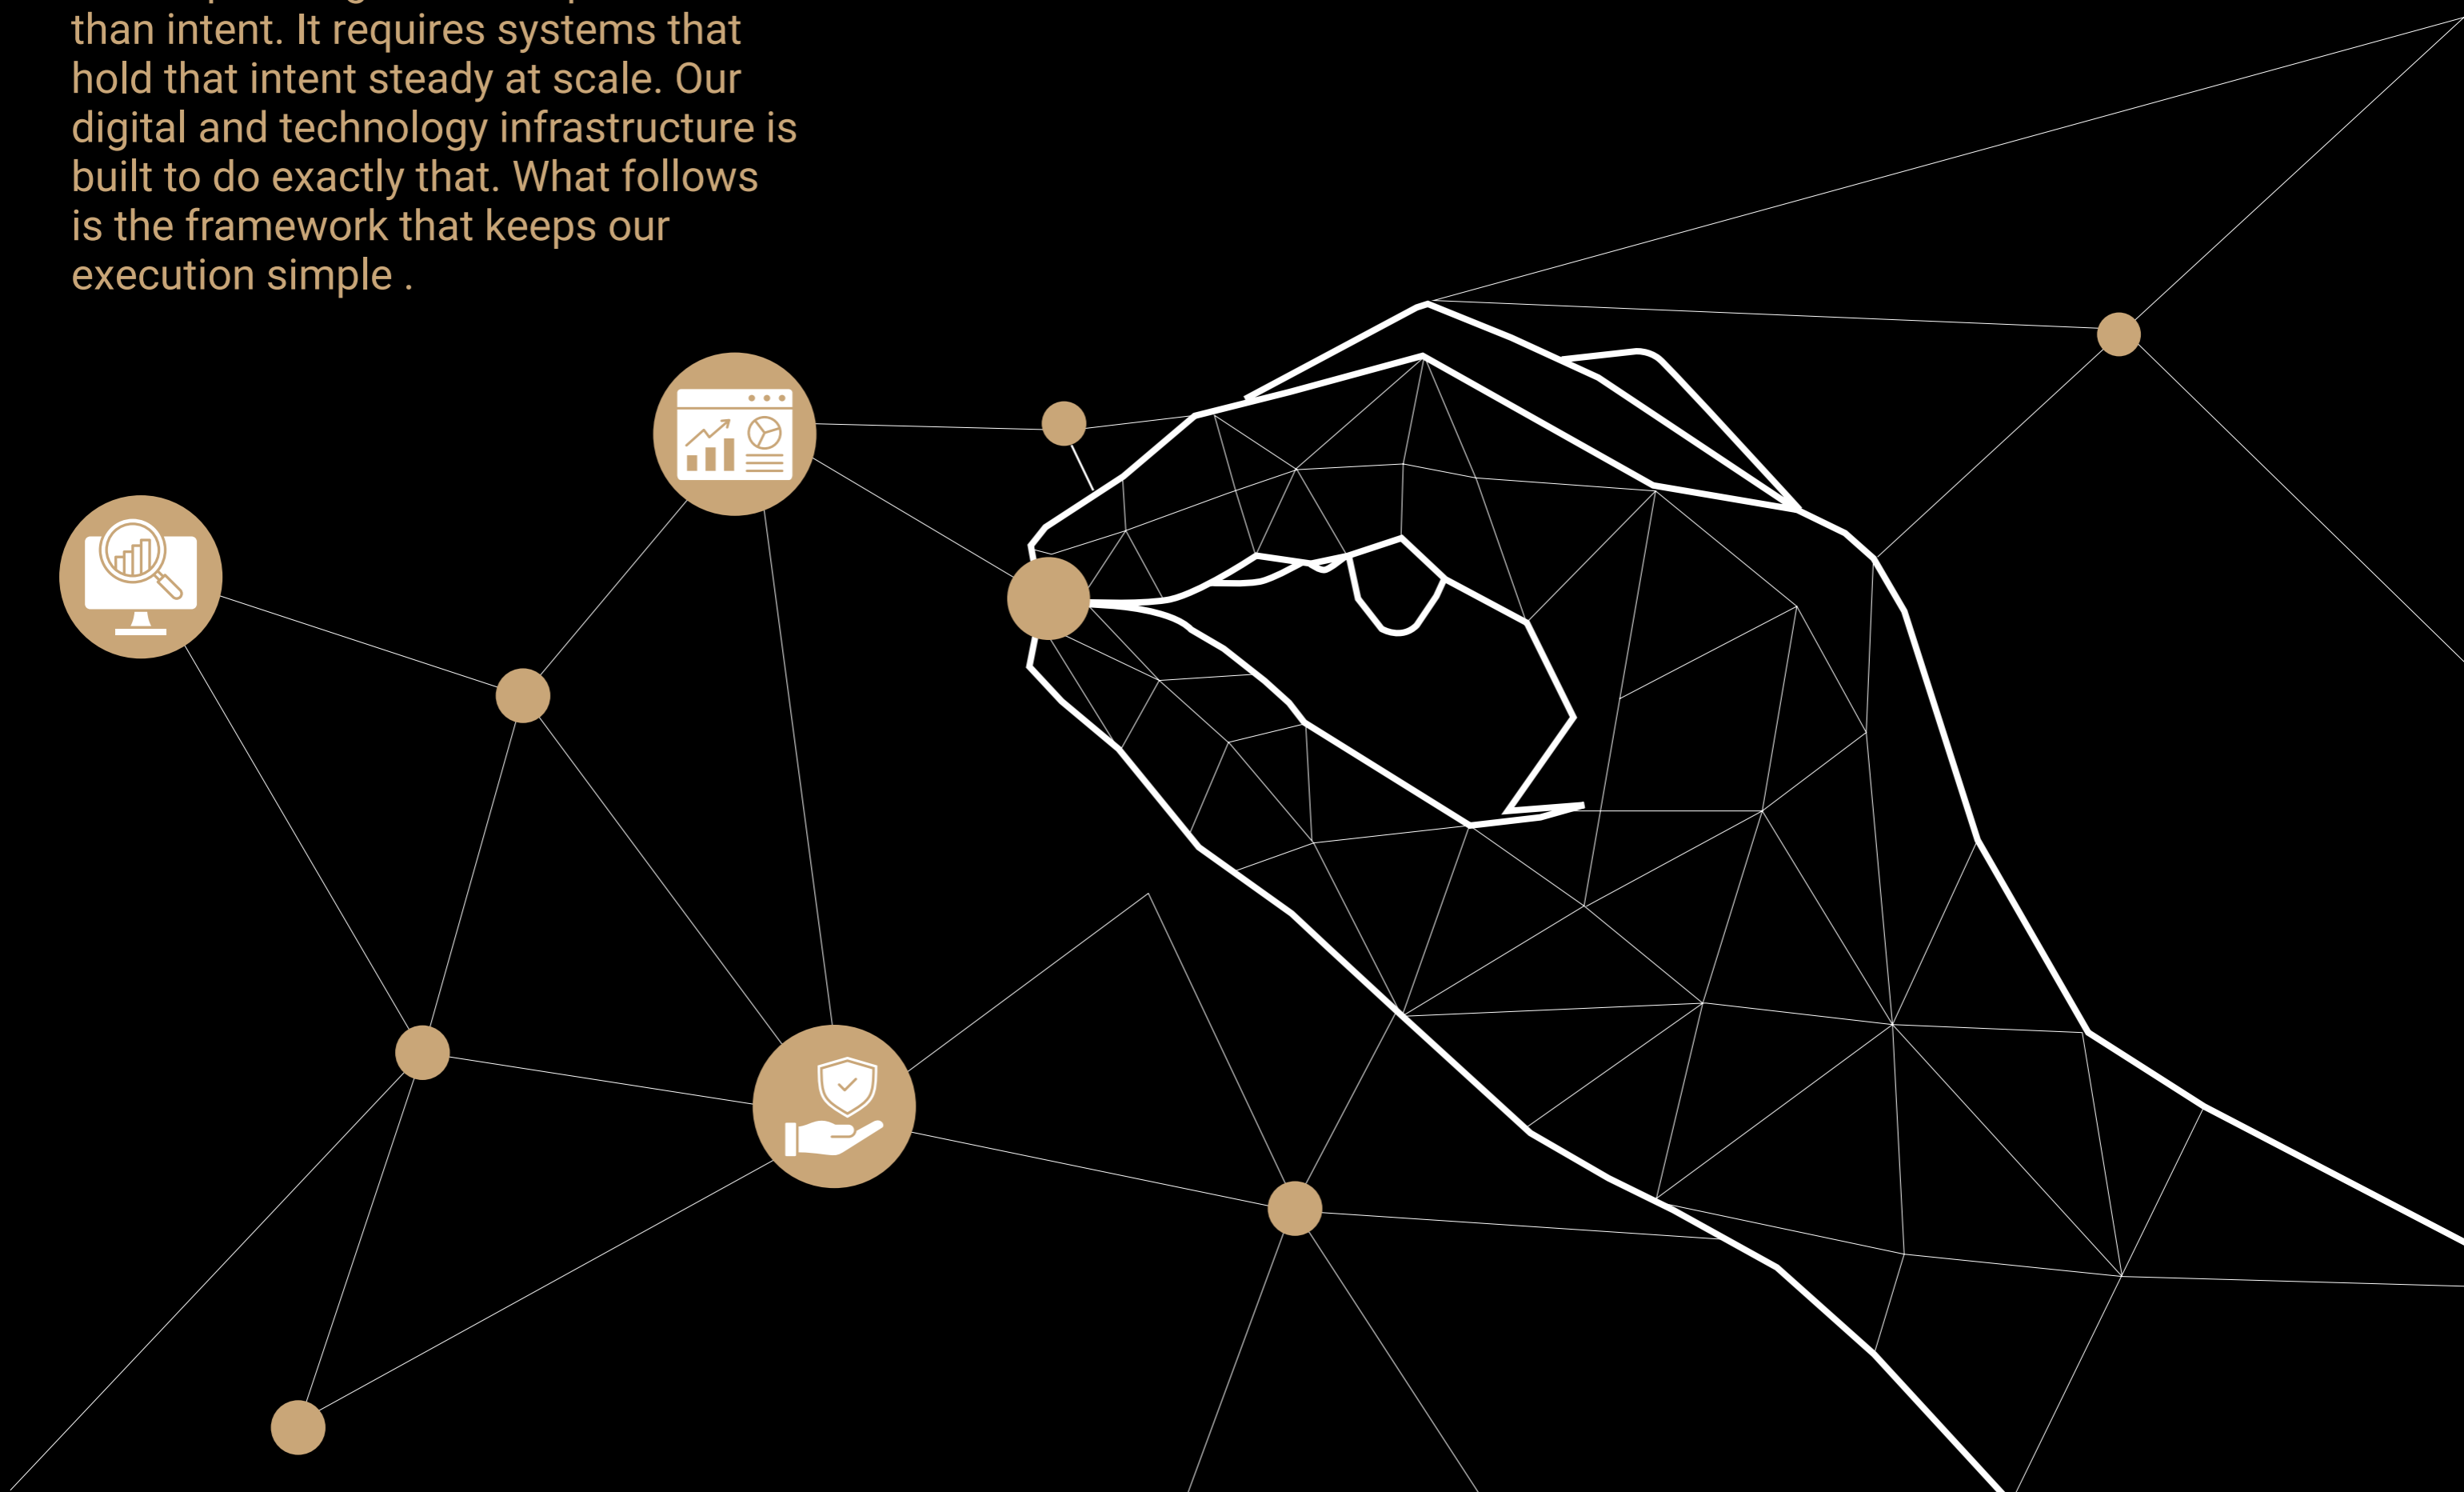 than intent. It requires systems that
hold that intent steady at scale. Our
digital and technology infrastructure is
built to do exactly that. What follows
is the framework that keeps our
execution simple .